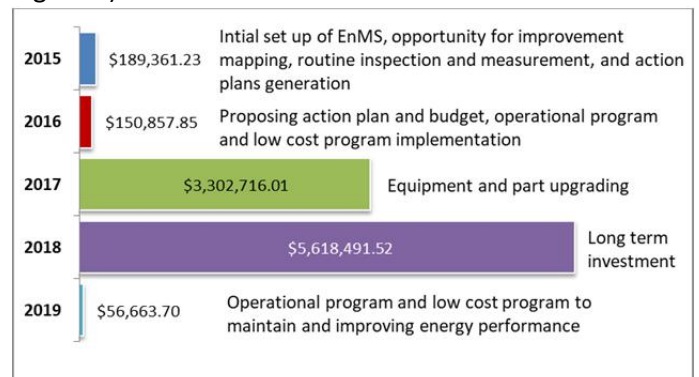 2015
$189,361.23
Intial set up of EnMS, opportunity for improvement
mapping, routine inspection and measurement, and action
plans generation
2016
$150,857.85
Proposing action plan and budget, operational program
and low cost program implementation
2017
$3,302,716.01
Equipment and part upgrading
2018
$5,618,491.52
Long term
investment
2019
$56,663.70
Operational program and low cost program to
maintain and improving energy performance